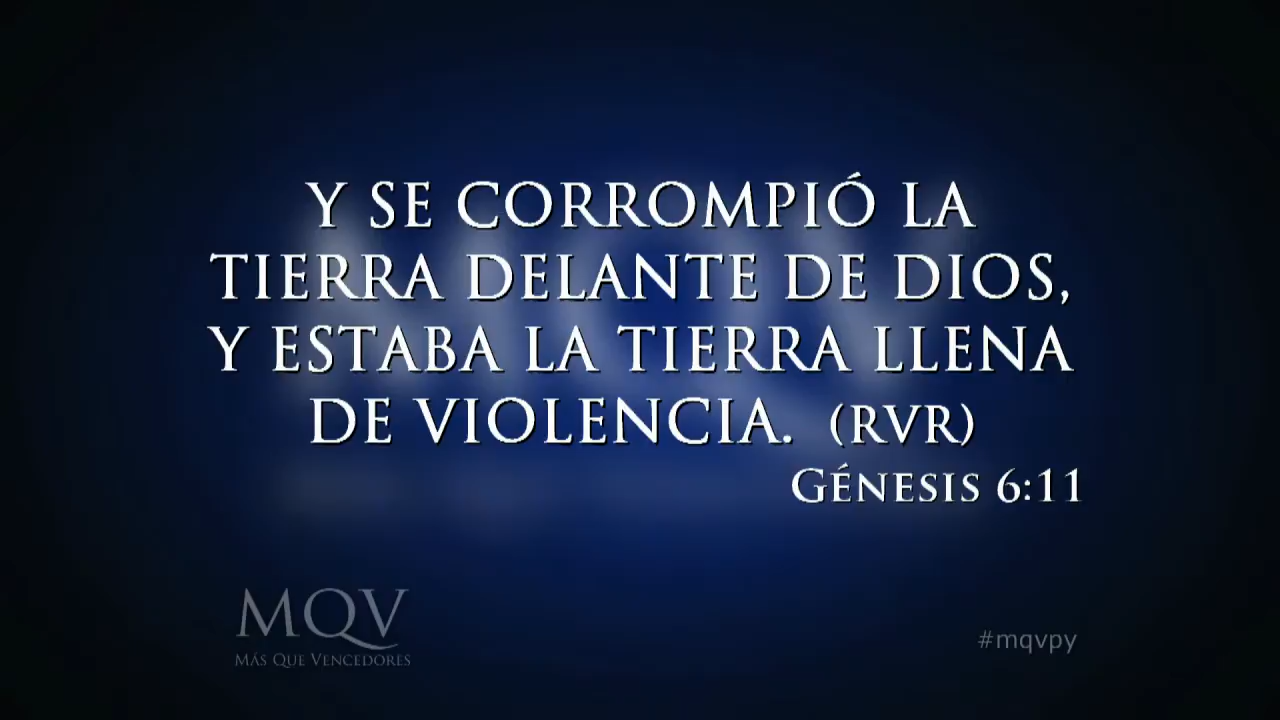 Y SE CORROMPIÓ LA
TIERRA DELANTE DE DIOS,
Y ESTABA LA TIERRA LLENA
DE VIOLENCIA. (RVR)
GÉNESIS 6:11
MQV
MÁS QUE VENCEDORES
#mqvpy